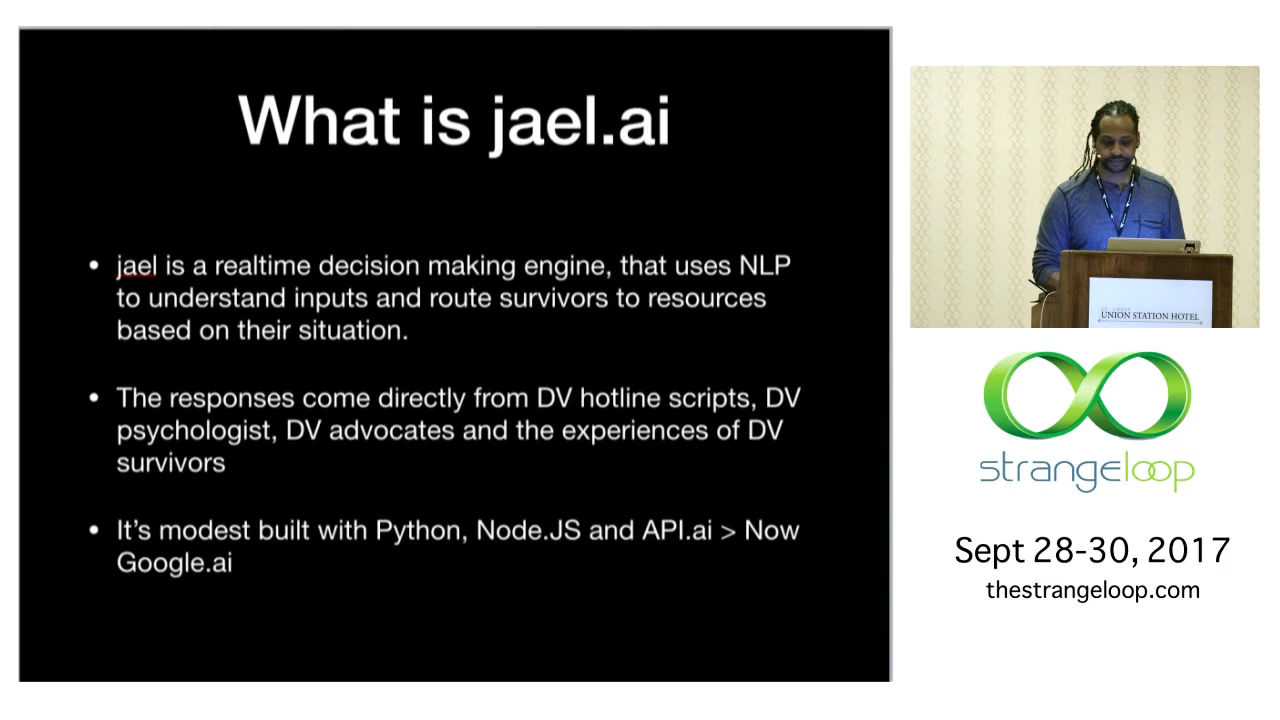 What is jael.ai
• jael is a realtime decision making engine, that uses NLP
to understand inputs and route survivors to resources
based on their situation.
• The responses come directly from DV hotline scripts, DV
psychologist, DV advocates and the experiences of DV
survivors
• It’s modest built with Python, Node.JS and API.ai > Now
Google.ai
ST. LOUIS
UNION STATION HOTEL
strangeloop
Sept 28-30, 2017
thestrangeloop.com